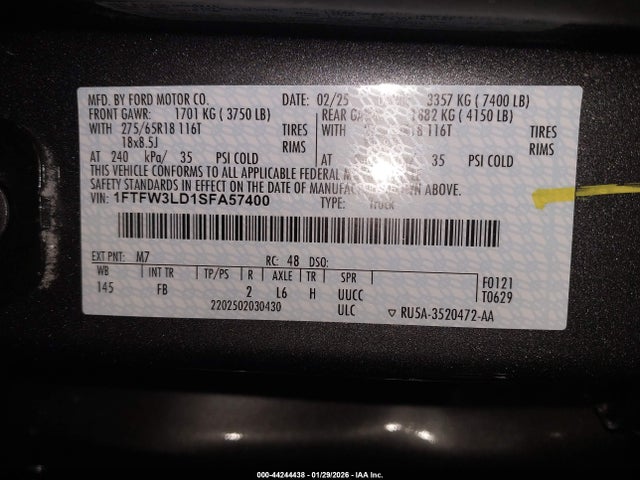 MFD. BY FORD MOTOR CO. DATE: 02/25 3357 KG ( 7400 LB)
FRONT GAWR: 1701 KG ( 3750 LB) REAR GAWR 1882 KG ( 4150 LB)
WITH 275/65R18 116T TIRES R18 116T TIRES
18x8.5J RIMS RIMS
AT 240 kPa/ 35 PSI COLD AT 35 PSI COLD
THIS VEHICLE CONFORMS TO ALL APPLICABLE FEDERAL
SAFETY STANDARDS IN EFFECT ON THE DATE OF
VIN: 1FTFW3LD1SFA57400 TYPE: TRUCK
EXT PNT: M7 RC: 48 DSO:
WB INT TR TP/PS R AXLE TR SPR F0121
145 FB 2 L6 H UUCC T0629
2202502030430 ULC ▽ RU5A-3520472-AA
000-44244438 - 01/29/2026 - IAA Inc.